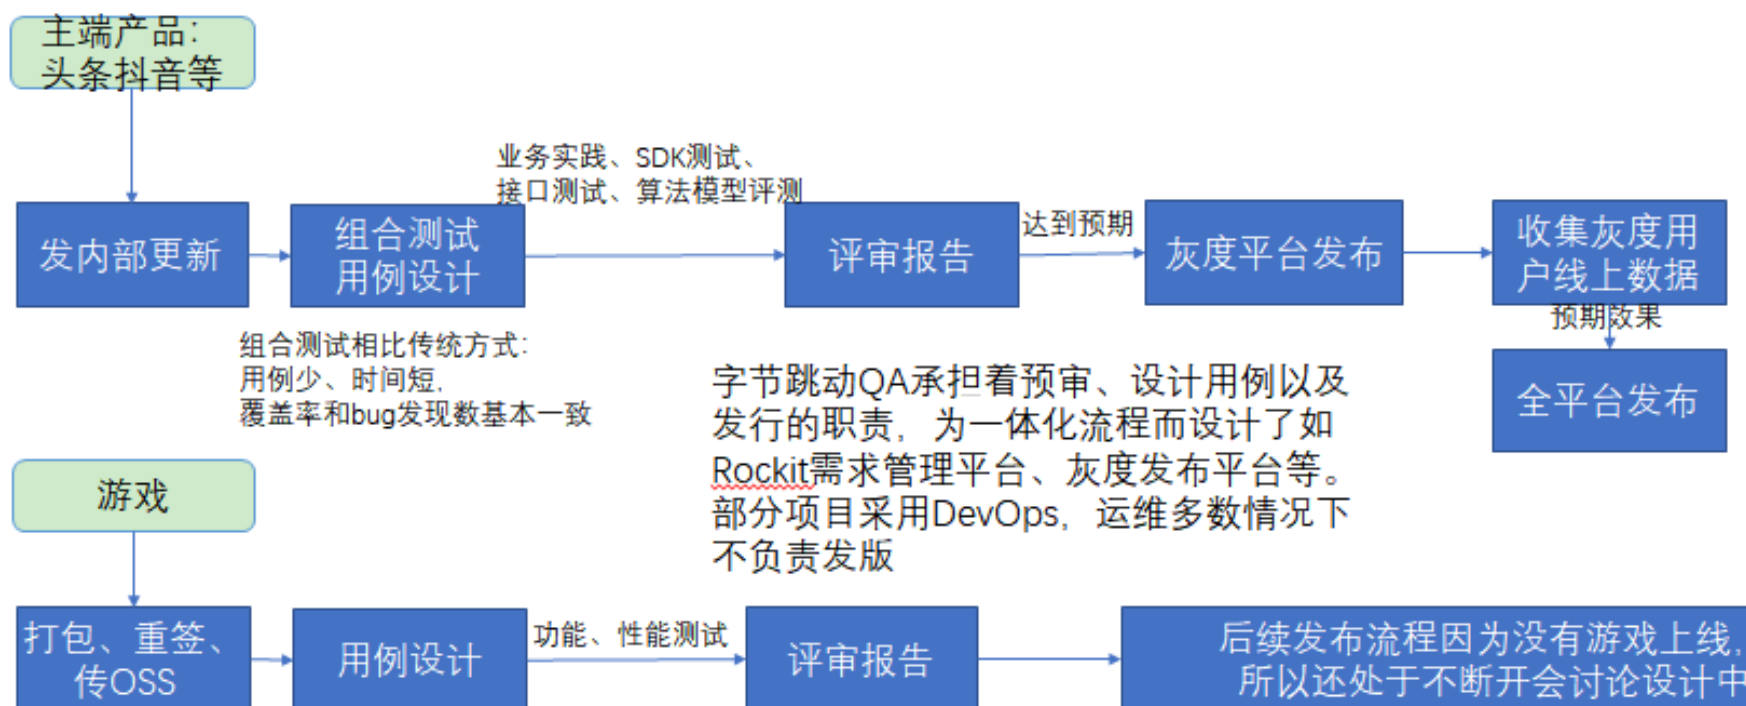 主端产品：
头条抖音等
业务实践、SDK测试、
接口测试、算法模型评测
发内部更新
组合测试
用例设计
评审报告
达到预期
灰度平台发布
收集灰度用
户线上数据
预期效果
全平台发布
组合测试相比传统方式：
用例少、时间短，
覆盖率和bug发现数基本一致
字节跳动QA承担着预审、设计用例以及
发行的职责，为一体化流程而设计了如
Rockit需求管理平台、灰度发布平台等。
部分项目采用DevOps，运维多数情况下
不负责发版
游戏
打包、重签、
传OSS
用例设计
功能、性能测试
评审报告
后续发布流程因为没有游戏上线，
所以还处于不断开会讨论设计中